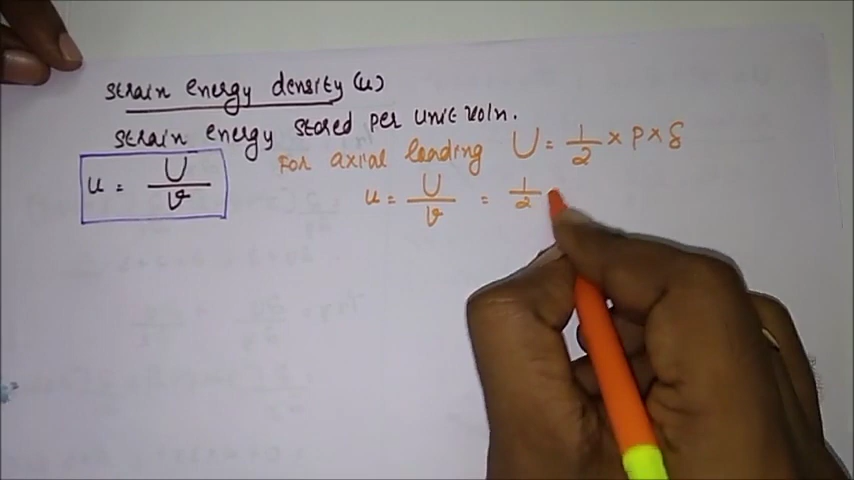 Strain energy density (u)
Strain energy stored per unit voln.
For axial loading U = 1/2 × P × δ
u = U/v
u = U/v = 1/2